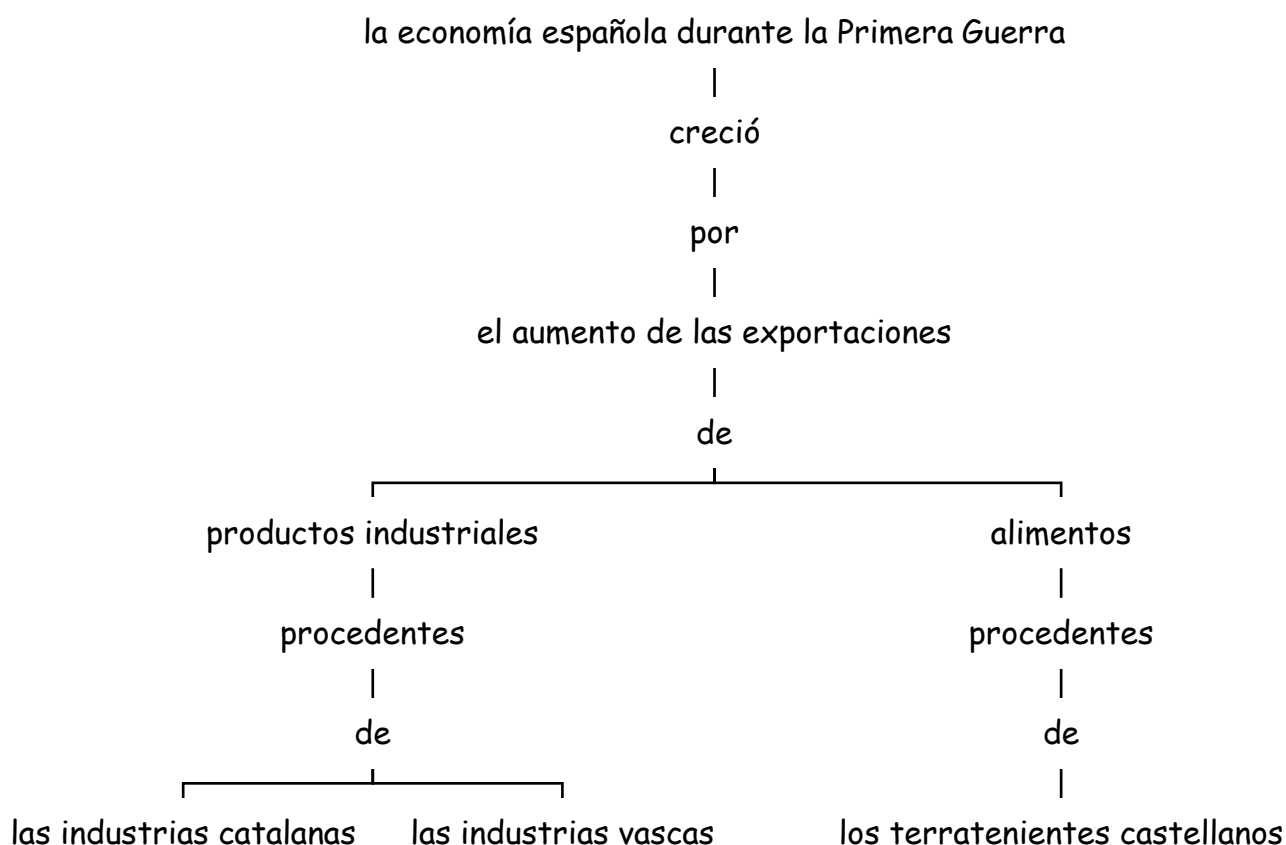 la economía española durante la Primera Guerra
creció
por
el aumento de las exportaciones
de
productos industriales alimentos
procedentes procedentes
de de
las industrias catalanas las industrias vascas los terratenientes castellanos